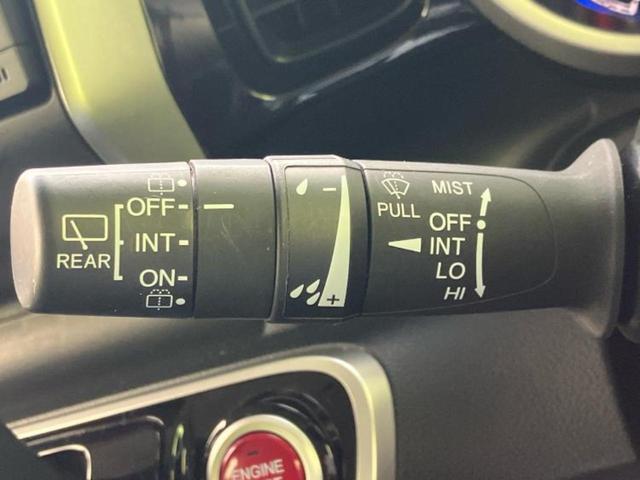 OFF
INT
ON
REAR
−
+
PULL
MIST
OFF
INT
LO
HI
ENGINE